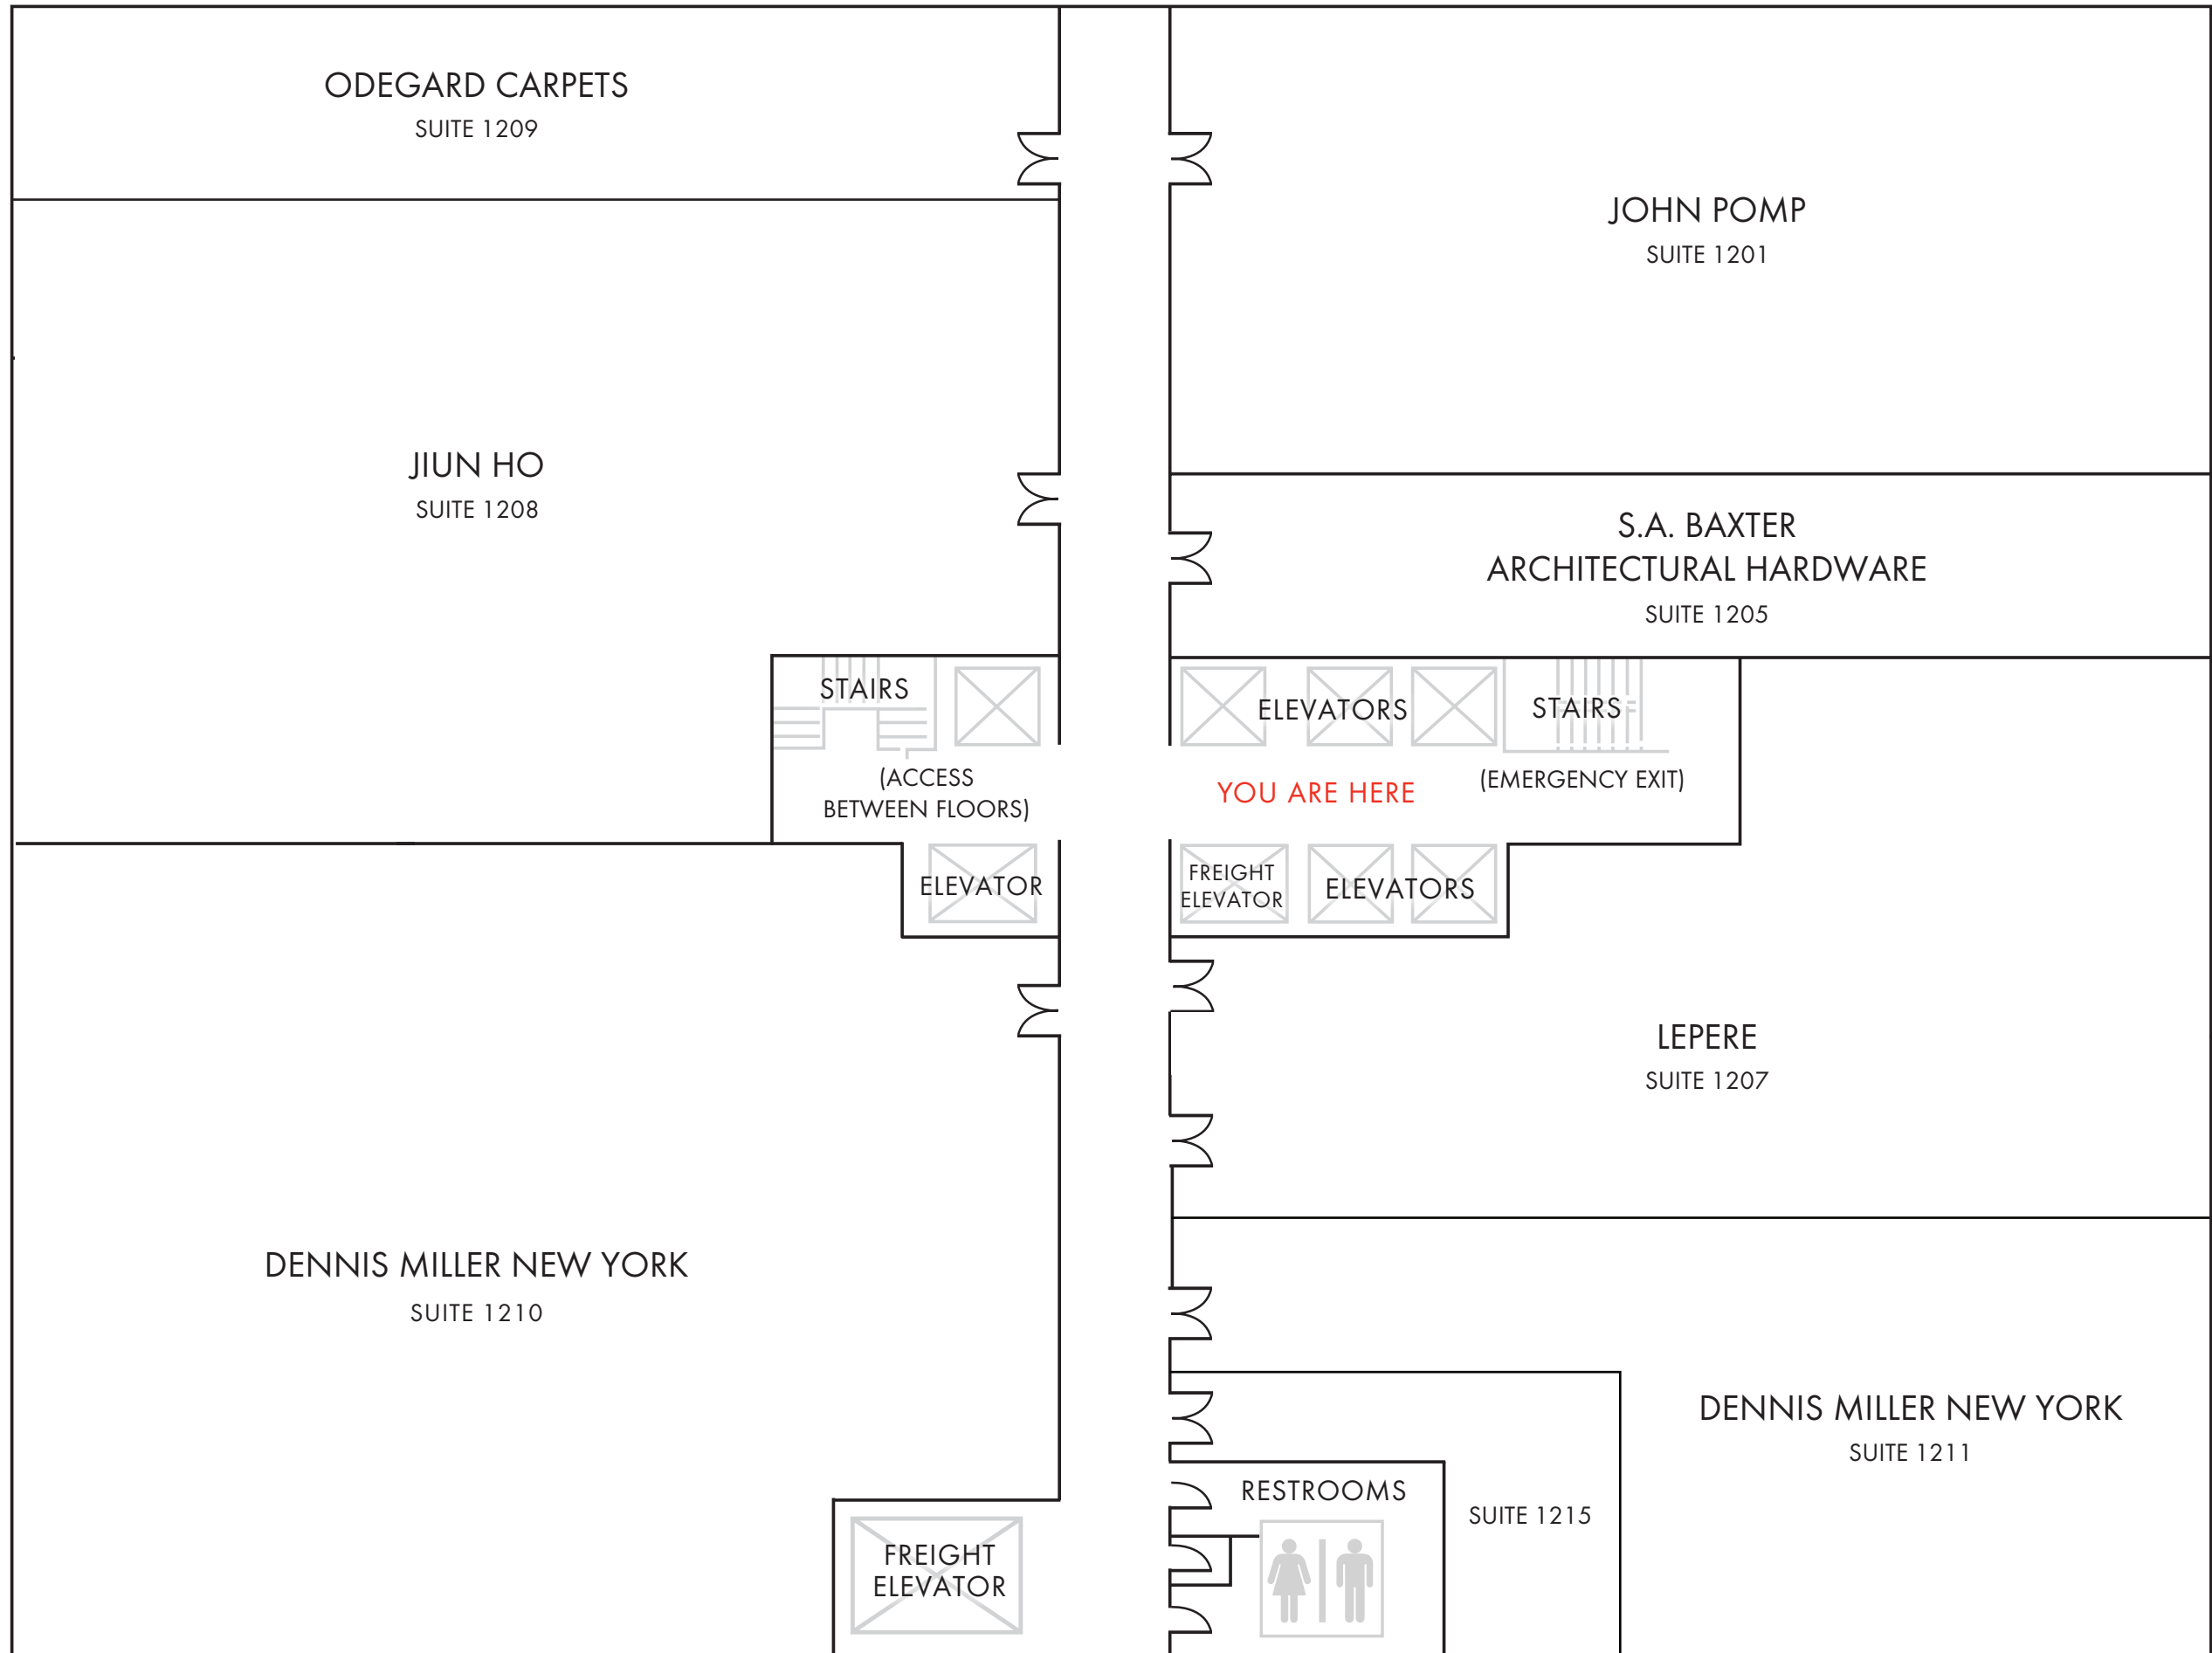 ODEGARD CARPETS
SUITE 1209
JOHN POMP
SUITE 1201
JIUN HO
SUITE 1208
S.A. BAXTER
ARCHITECTURAL HARDWARE
SUITE 1205
STAIRS
ELEVATORS
STAIRS
(ACCESS
BETWEEN FLOORS)
YOU ARE HERE
(EMERGENCY EXIT)
ELEVATOR
FREIGHT
ELEVATOR
ELEVATORS
LEPERE
SUITE 1207
DENNIS MILLER NEW YORK
SUITE 1210
DENNIS MILLER NEW YORK
SUITE 1211
RESTROOMS
SUITE 1215
FREIGHT
ELEVATOR